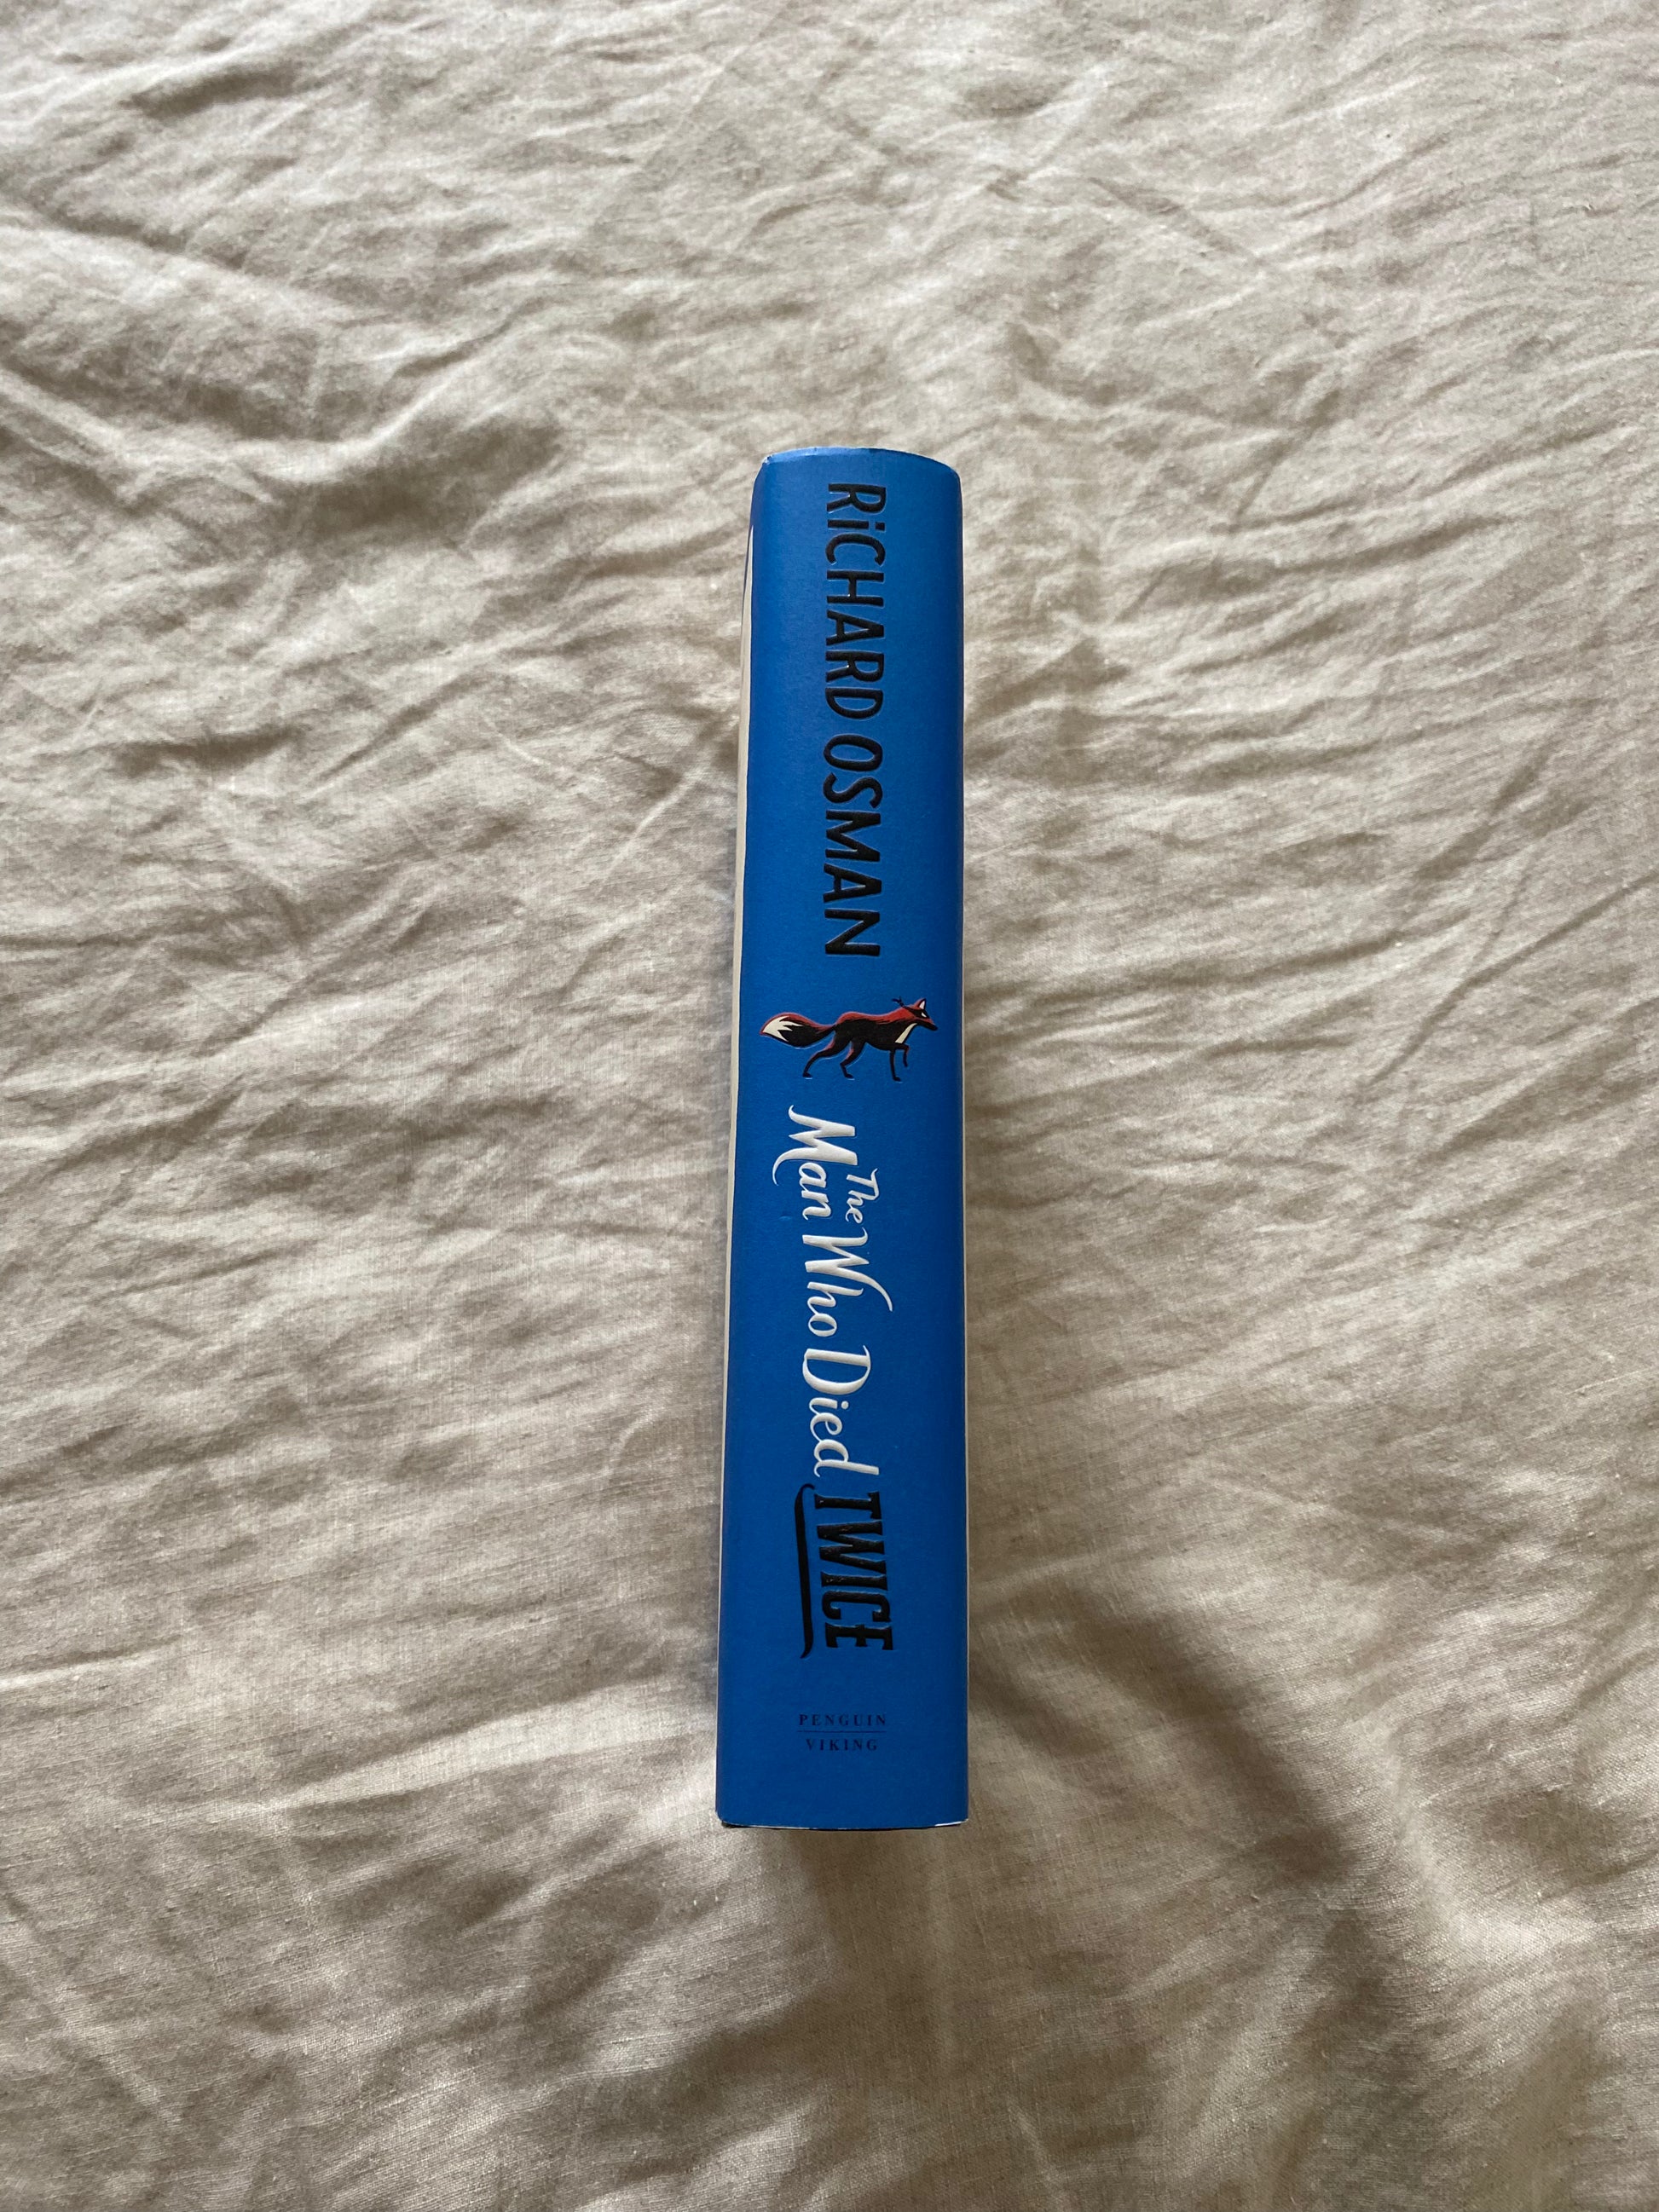 RiCHARD OSMAN
The
Man Who Died TWICE
PENGUIN
VIKING